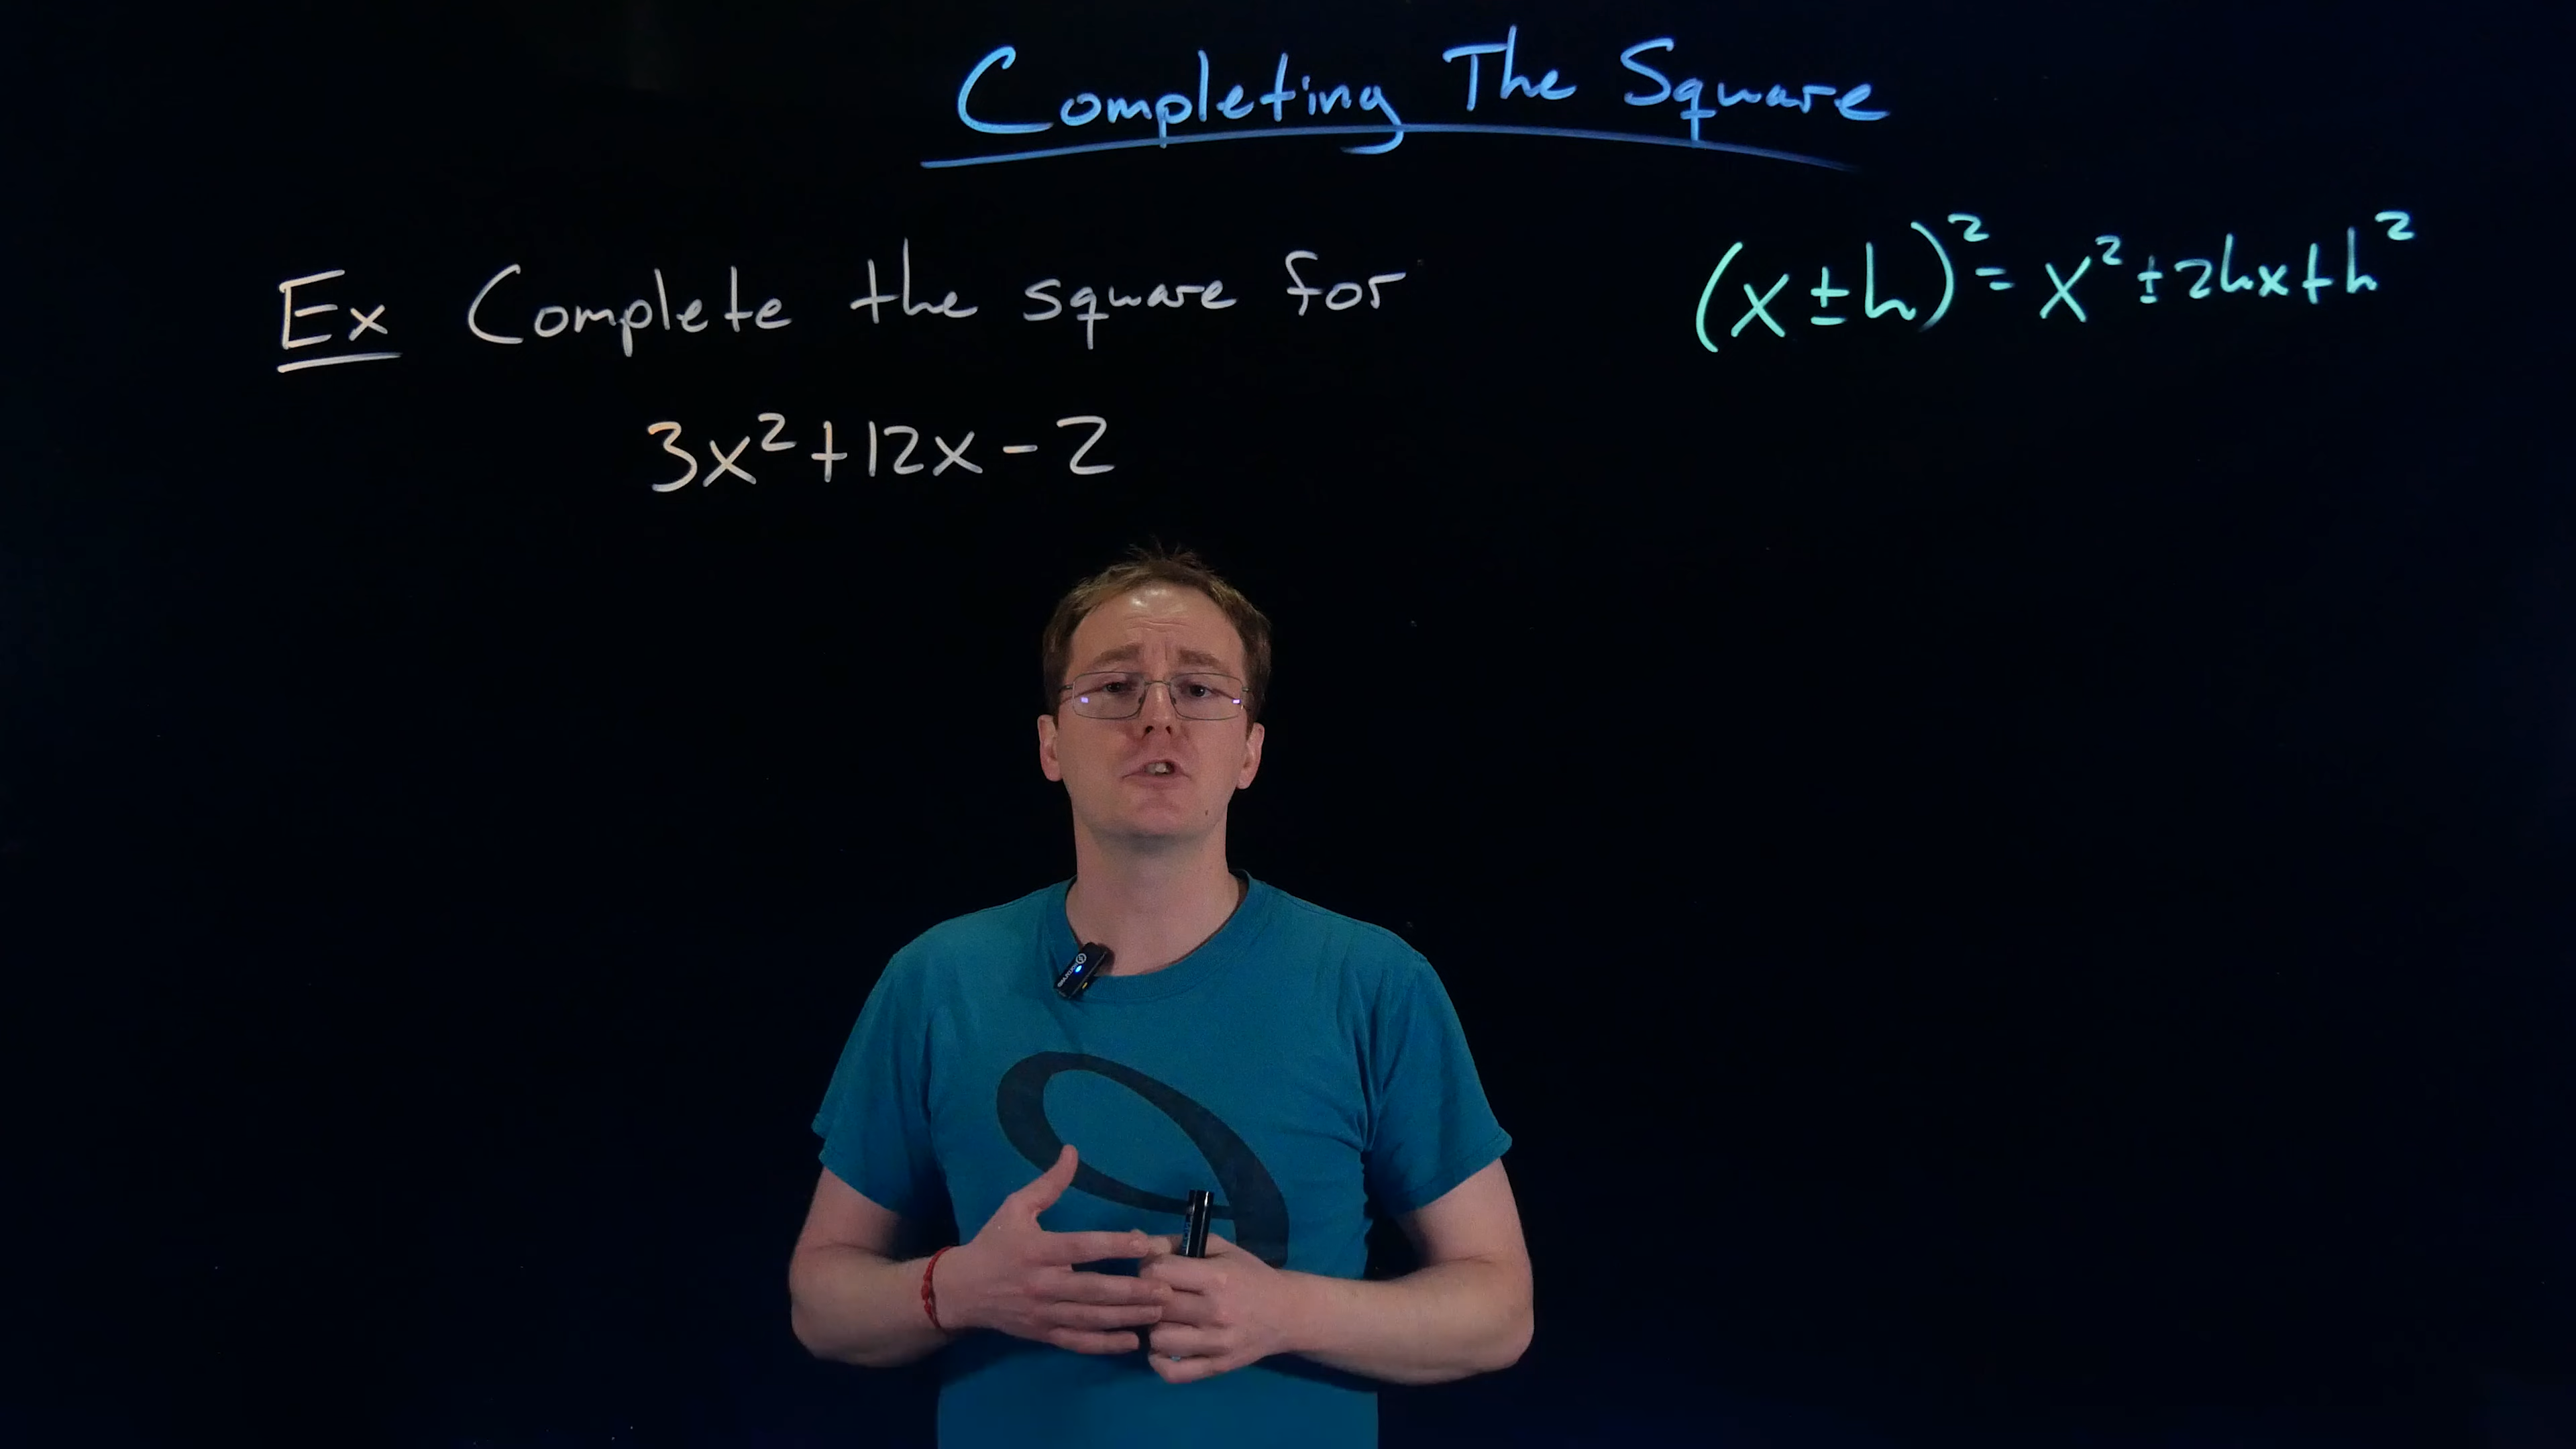 Completing The Square
Ex Complete the square for
(x ± h)² = x² ± 2hx + h²
3x² + 12x - 2